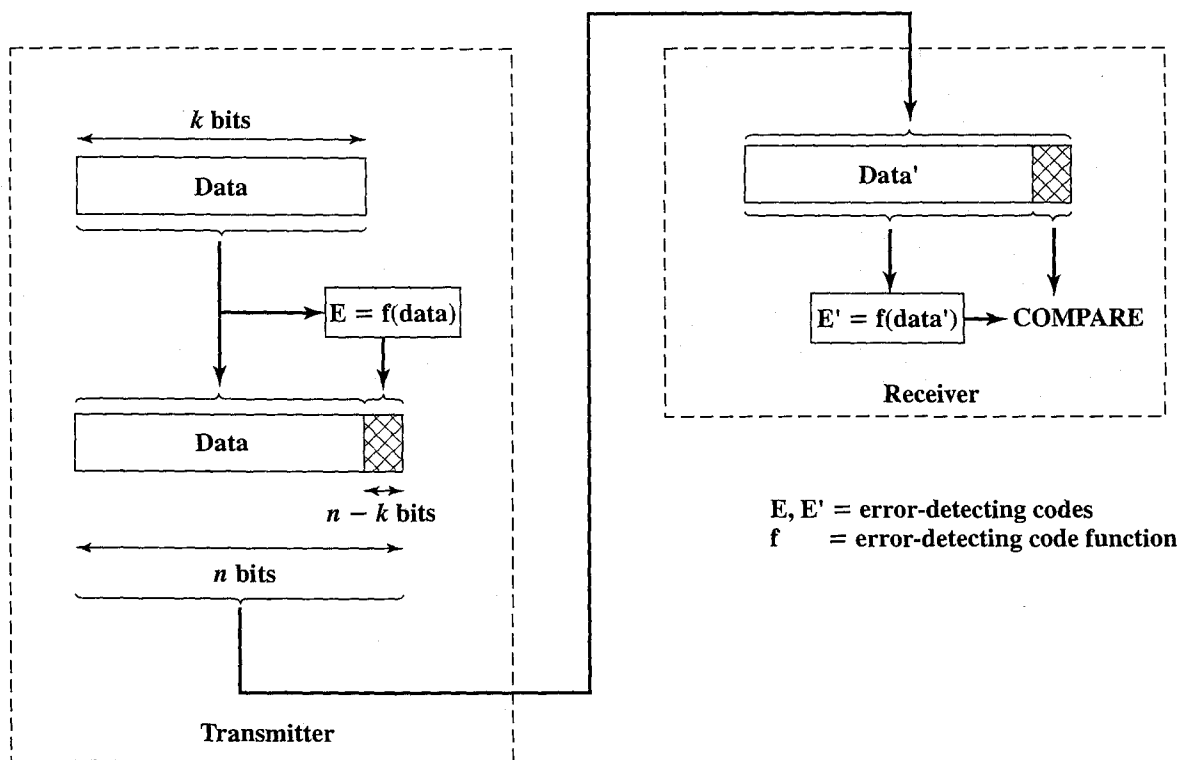 k bits
Data
E = f(data)
Data
n − k bits
n bits
Transmitter
Data'
E' = f(data')
COMPARE
Receiver
E, E' = error-detecting codes
f = error-detecting code function